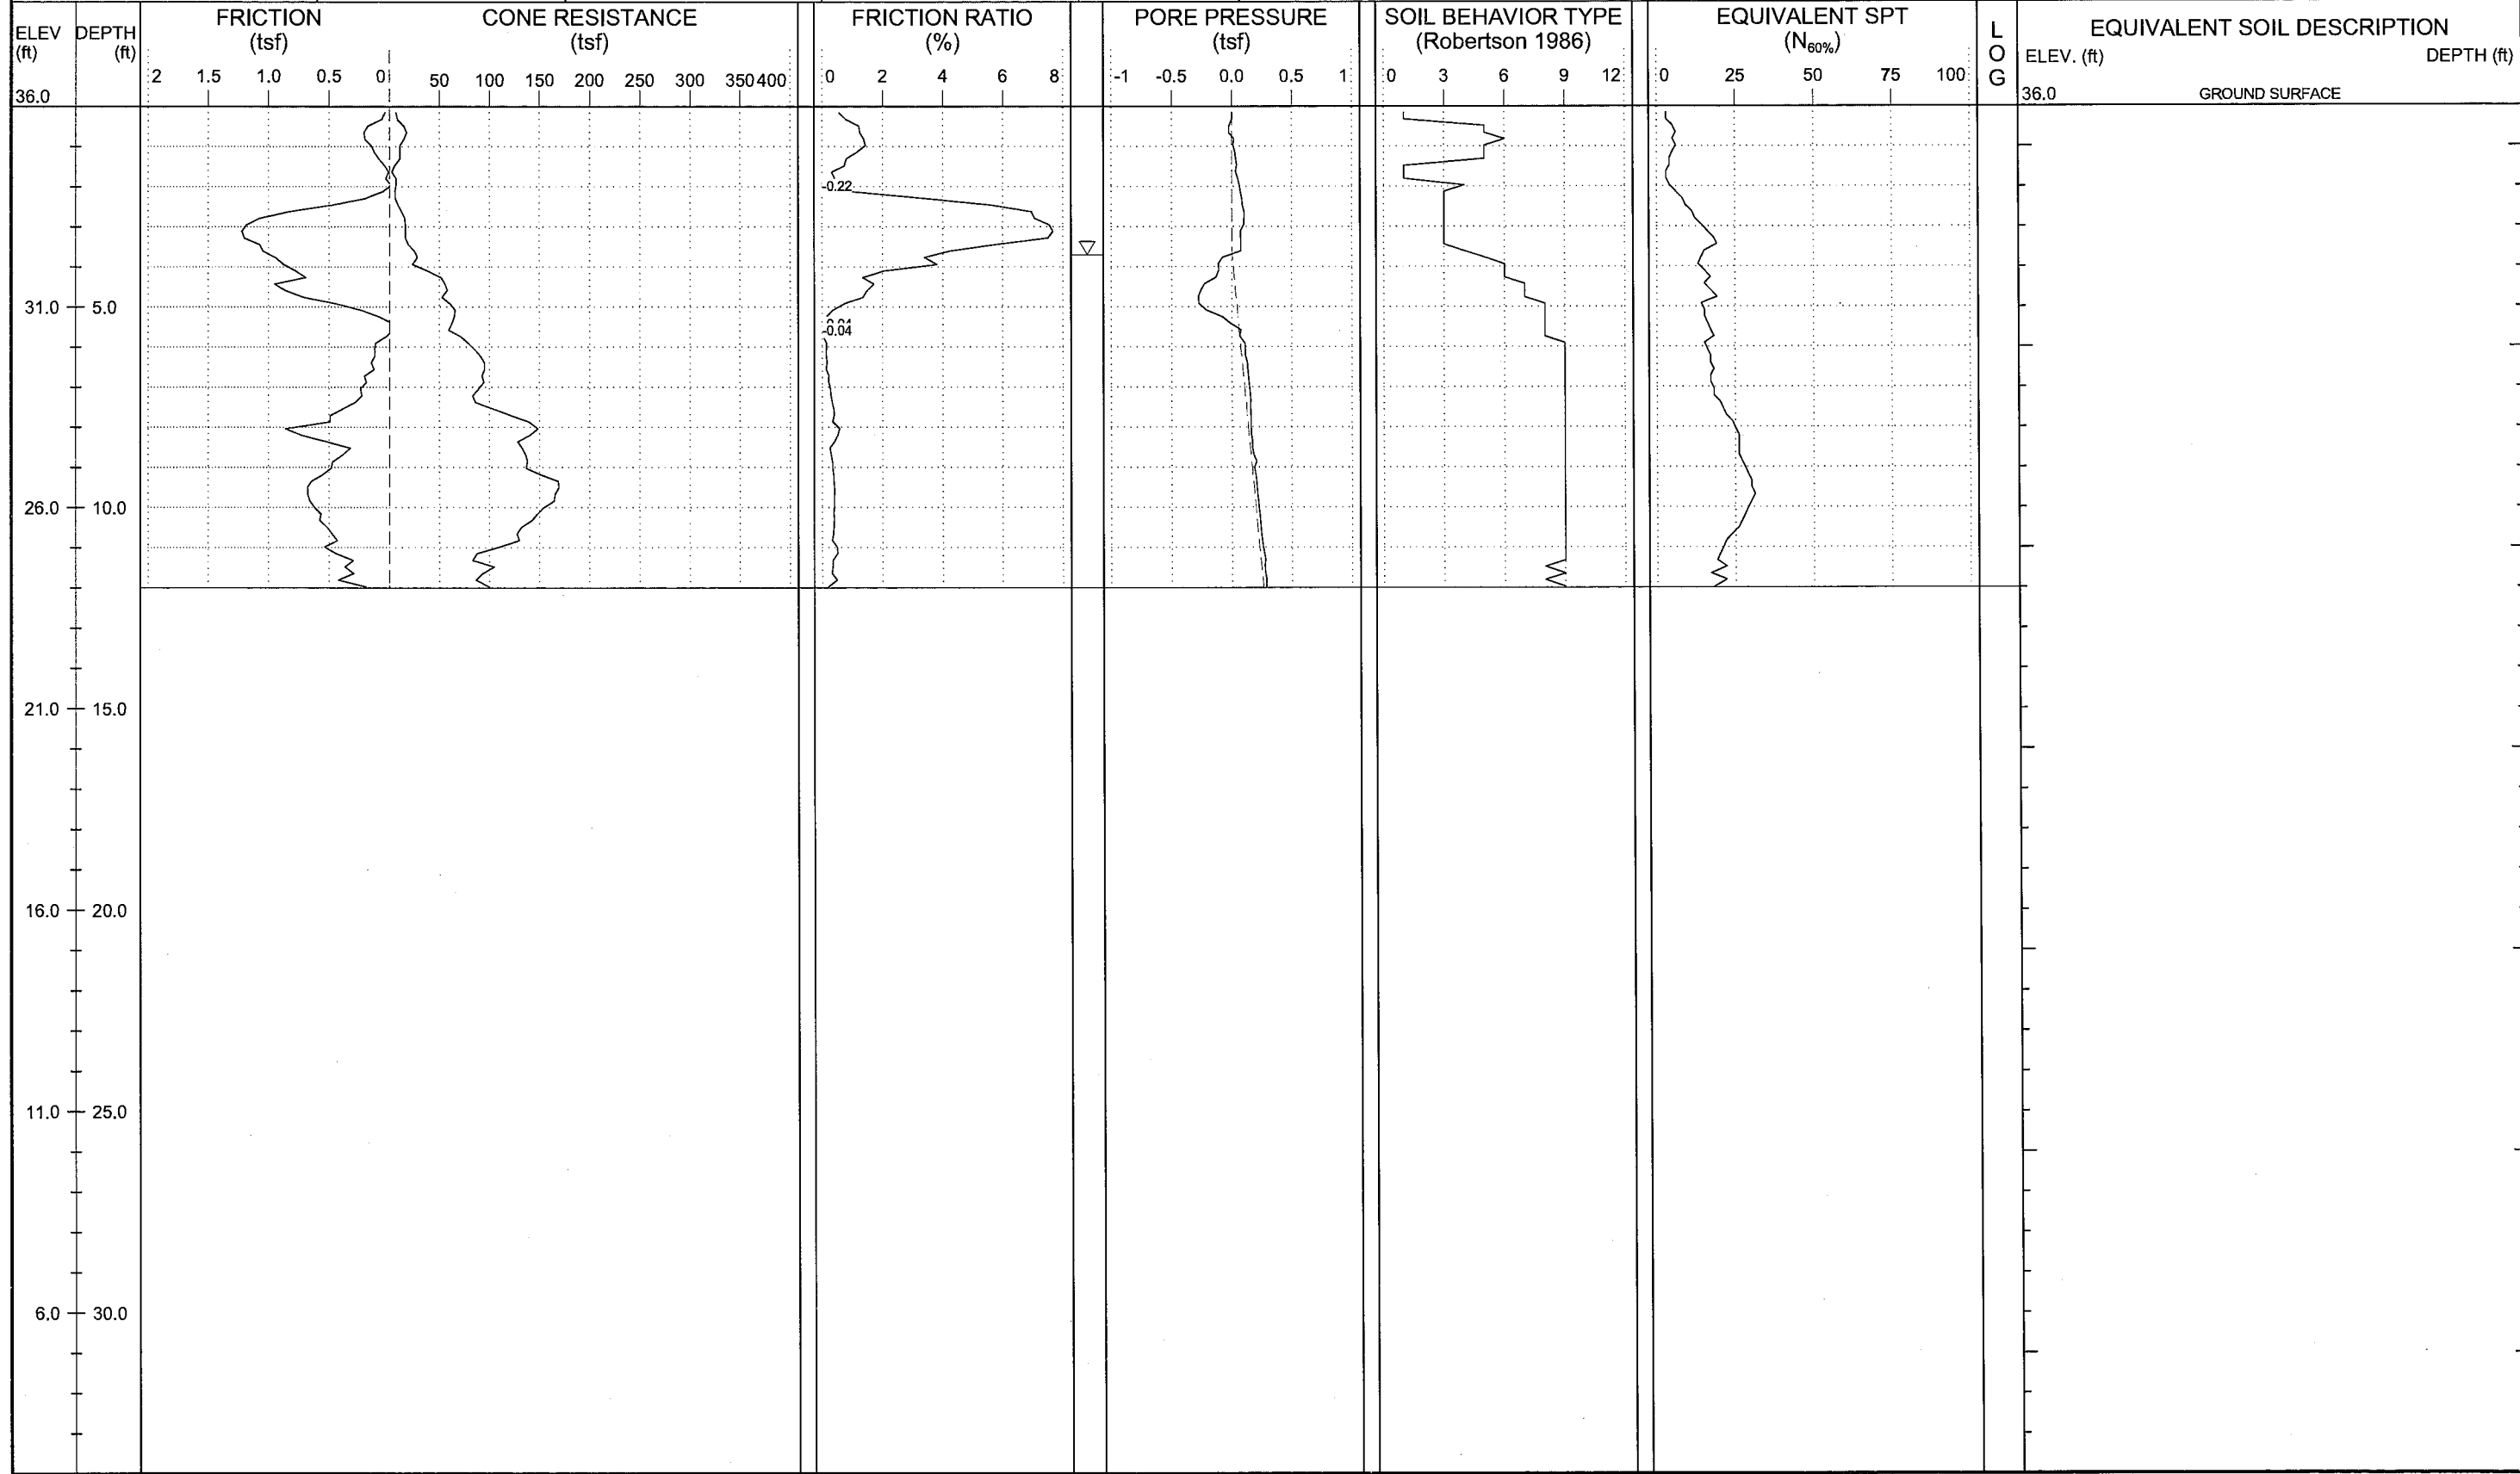 FRICTION CONE RESISTANCE FRICTION RATIO PORE PRESSURE SOIL BEHAVIOR TYPE EQUIVALENT SPT
ELEV DEPTH (tsf) (tsf) (%) (tsf) (Robertson 1986) (N60%) L EQUIVALENT SOIL DESCRIPTION
(ft) (ft) O ELEV. (ft) DEPTH (ft)
2 1.5 1.0 0.5 0 50 100 150 200 250 300 350 400 0 2 4 6 8 -1 -0.5 0.0 0.5 1 0 3 6 9 12 0 25 50 75 100 G
36.0 36.0 GROUND SURFACE
-0.22
31.0 5.0
-0.04
26.0 10.0
21.0 15.0
16.0 20.0
11.0 25.0
6.0 30.0